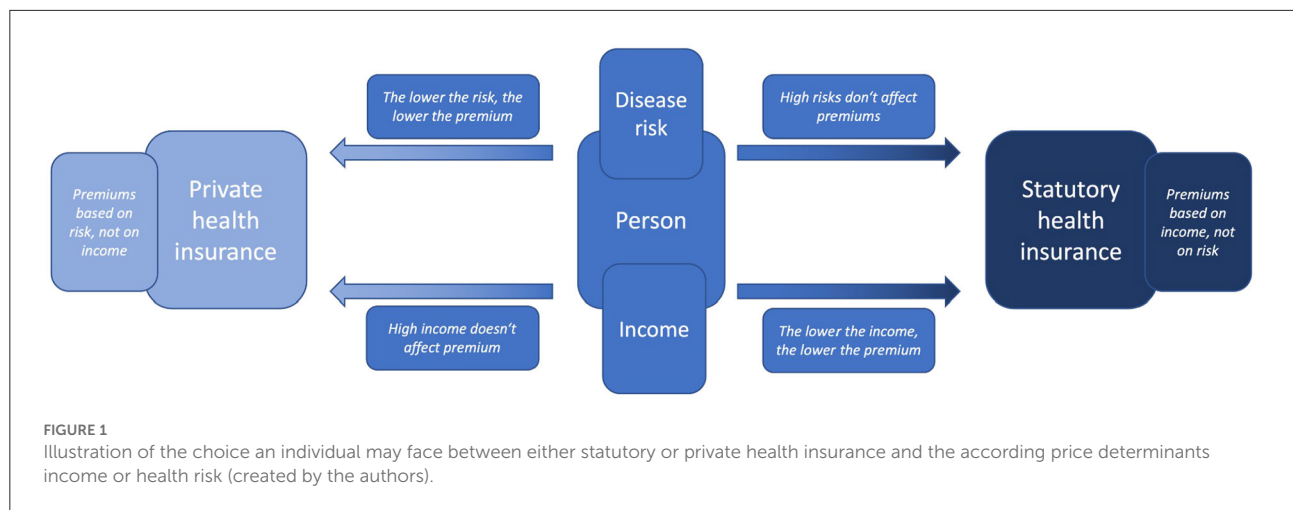 The lower the risk, the
lower the premium
Disease
risk
High risks don't affect
premiums
Premiums
based on
risk, not on
income
Private
health
insurance
Person
Statutory
health
insurance
Premiums
based on
income, not
on risk
High income doesn't
affect premium
Income
The lower the income,
the lower the premium
FIGURE 1
Illustration of the choice an individual may face between either statutory or private health insurance and the according price determinants
income or health risk (created by the authors).